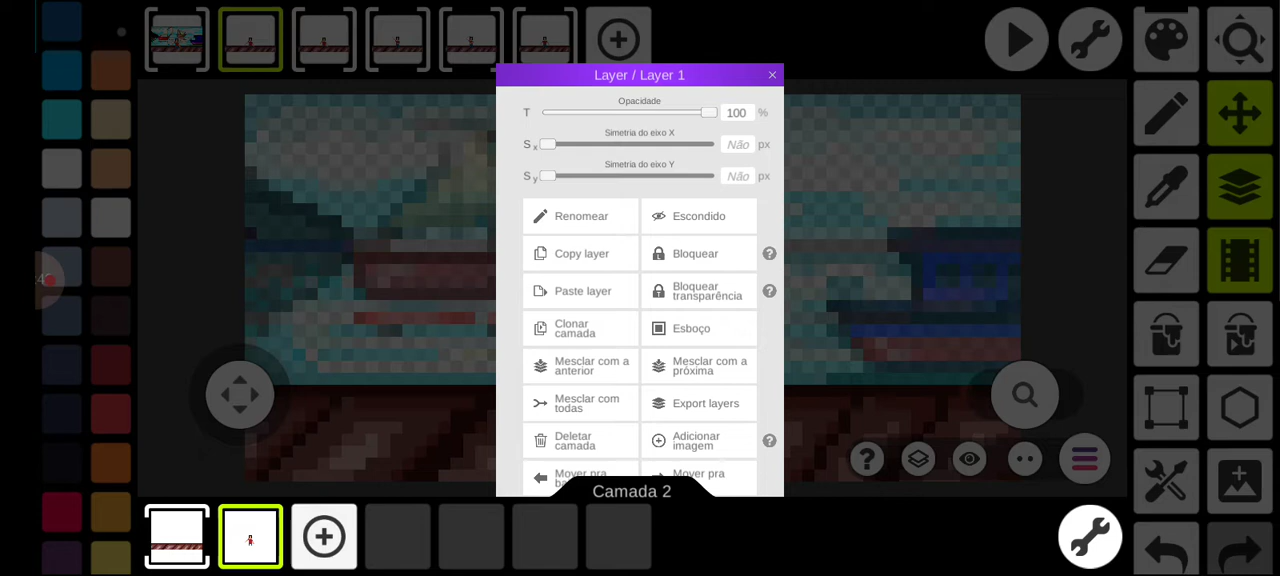 Layer / Layer 1
×
Opacidade
T 100 %
Simetria do eixo X
S x Não px
Simetria do eixo Y
S y Não px
Renomear
Escondido
Copy layer
Bloquear
?
Paste layer
Bloquear
transparência
?
Clonar
camada
Esboço
Mesclar com a
anterior
Mesclar com a
próxima
Mesclar com
todas
Export layers
Deletar
camada
Adicionar
imagem
?
Mover pra
Mover pra
?
Camada 2